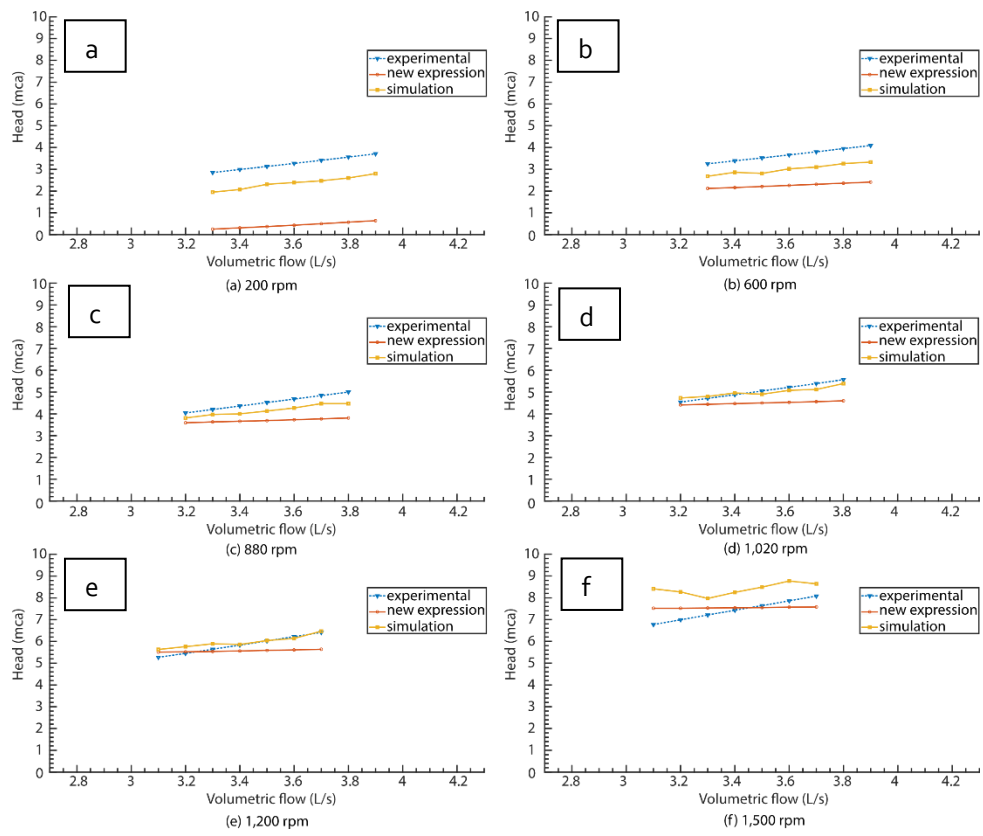 a
experimental
new expression
simulation
Head (mca)
10
9
8
7
6
5
4
3
2
1
0
2.8 3 3.2 3.4 3.6 3.8 4 4.2
Volumetric flow (L/s)
(a) 200 rpm
b
experimental
new expression
simulation
Head (mca)
10
9
8
7
6
5
4
3
2
1
0
2.8 3 3.2 3.4 3.6 3.8 4 4.2
Volumetric flow (L/s)
(b) 600 rpm
c
experimental
new expression
simulation
Head (mca)
10
9
8
7
6
5
4
3
2
1
0
2.8 3 3.2 3.4 3.6 3.8 4 4.2
Volumetric flow (L/s)
(c) 880 rpm
d
experimental
new expression
simulation
Head (mca)
10
9
8
7
6
5
4
3
2
1
0
2.8 3 3.2 3.4 3.6 3.8 4 4.2
Volumetric flow (L/s)
(d) 1,020 rpm
e
experimental
new expression
simulation
Head (mca)
10
9
8
7
6
5
4
3
2
1
0
2.8 3 3.2 3.4 3.6 3.8 4 4.2
Volumetric flow (L/s)
(e) 1,200 rpm
f
experimental
new expression
simulation
Head (mca)
10
9
8
7
6
5
4
3
2
1
0
2.8 3 3.2 3.4 3.6 3.8 4 4.2
Volumetric flow (L/s)
(f) 1,500 rpm